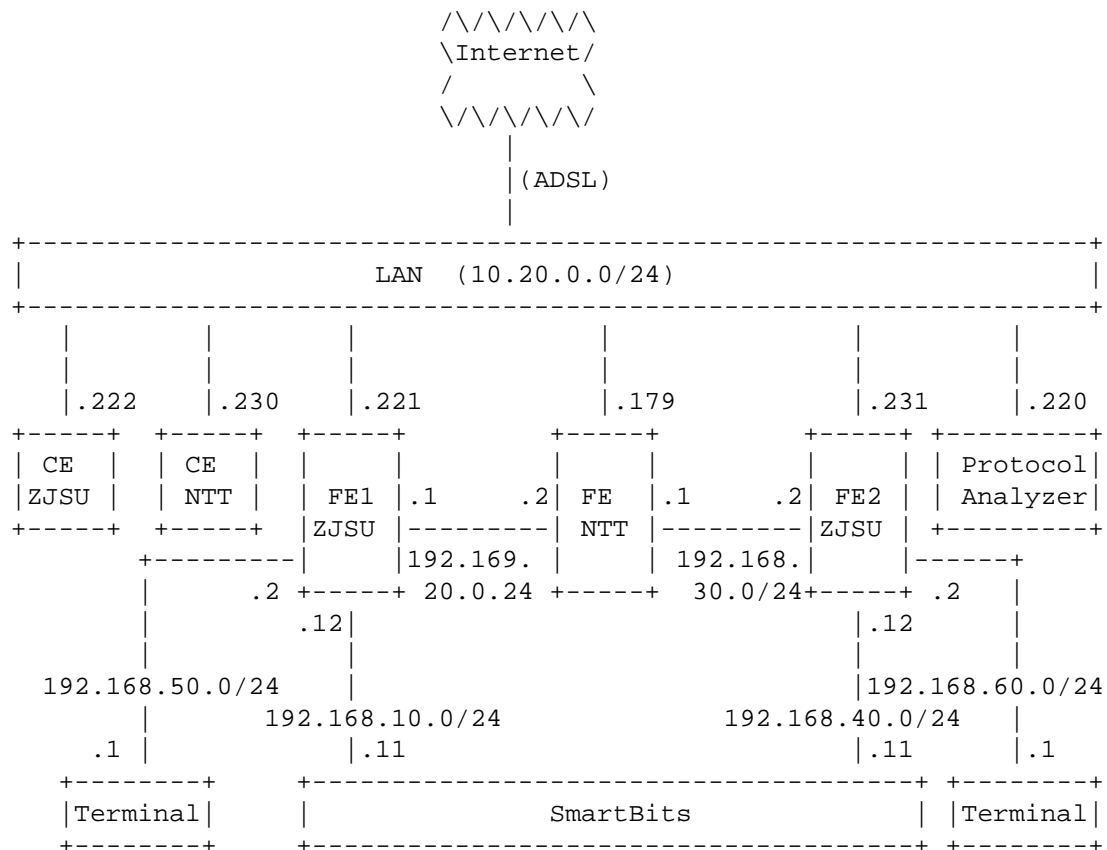 Internet
(ADSL)
LAN (10.20.0.0/24)
.222 .230 .221 .179 .231 .220
CE CE Protocol
ZJSU NTT FE1 .1 .2 FE .1 .2 FE2 Analyzer
ZJSU NTT ZJSU
192.169. 192.168.
.2 20.0.24 30.0/24 .2
.12 .12
192.168.50.0/24 192.168.60.0/24
192.168.10.0/24 192.168.40.0/24
.1 .11 .11 .1
Terminal SmartBits Terminal